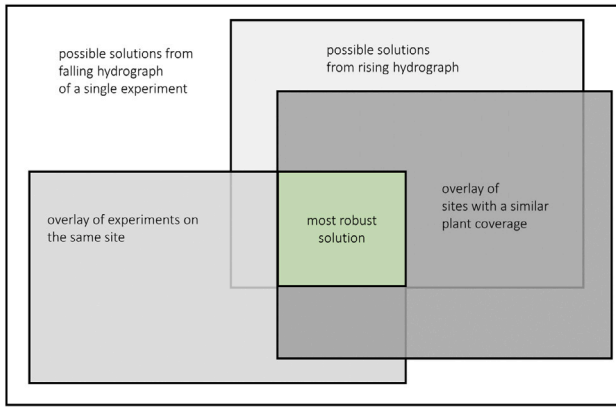 possible solutions from
falling hydrograph
of a single experiment
possible solutions
from rising hydrograph
overlay of experiments on
the same site
most robust
solution
overlay of
sites with a similar
plant coverage